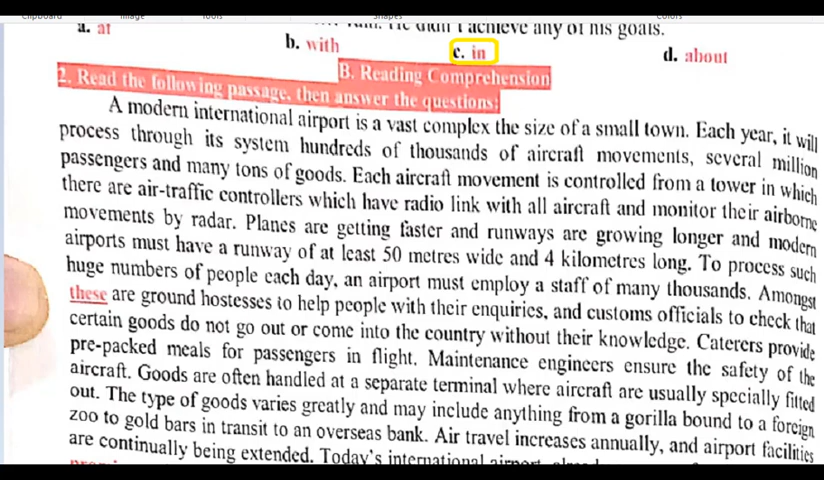 Clipboard Image Tools Shapes Colors
I achieve any of his goals.
a. at
b. with
c. in
d. about
B. Reading Comprehension
2. Read the following passage, then answer the questions:
A modern international airport is a vast complex the size of a small town. Each year, it will
process through its system hundreds of thousands of aircraft movements, several million
passengers and many tons of goods. Each aircraft movement is controlled from a tower in which
there are air-traffic controllers which have radio link with all aircraft and monitor their airborne
movements by radar. Planes are getting faster and runways are growing longer and modern
airports must have a runway of at least 50 metres wide and 4 kilometres long. To process such
huge numbers of people each day, an airport must employ a staff of many thousands. Amongst
these are ground hostesses to help people with their enquiries, and customs officials to check that
certain goods do not go out or come into the country without their knowledge. Caterers provide
pre-packed meals for passengers in flight. Maintenance engineers ensure the safety of the
aircraft. Goods are often handled at a separate terminal where aircraft are usually specially fitted
out. The type of goods varies greatly and may include anything from a gorilla bound to a foreign
zoo to gold bars in transit to an overseas bank. Air travel increases annually, and airport facilities
are continually being extended. Today's international airport